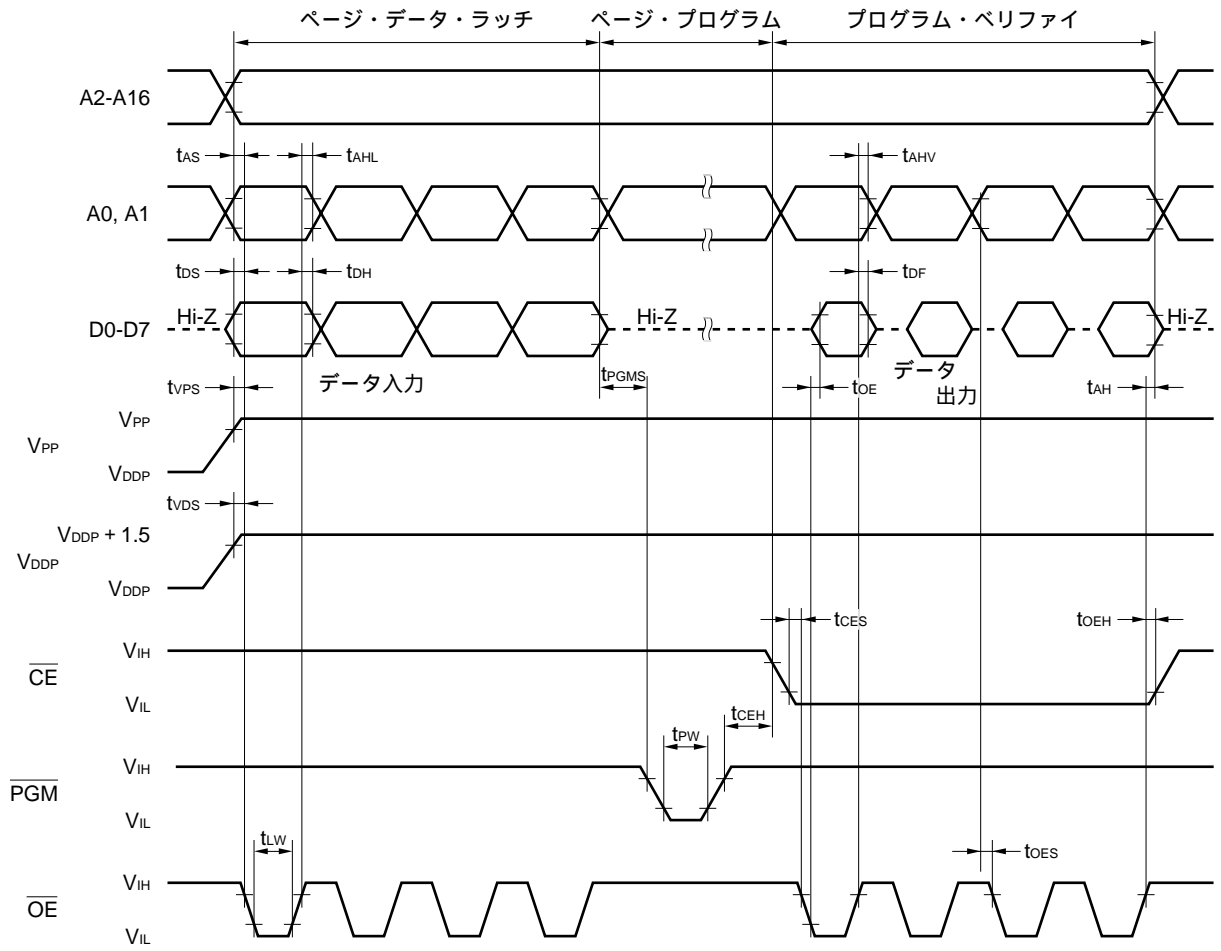 ページ・データ・ラッチ ページ・プログラム プログラム・ベリファイ
A2-A16
tAS tAHL tAHV
A0, A1
tDS tDH tDF
Hi-Z Hi-Z Hi-Z
D0-D7
データ入力 tPGMS tOE データ出力 tAH
tVPS
VPP
VPP
VDDP
tVDS
VDDP + 1.5
VDDP
VDDP
tCES tOEH
VIH
CE
VIL
tCEH
tPW
VIH
PGM
VIL
tLW tOES
VIH
OE
VIL